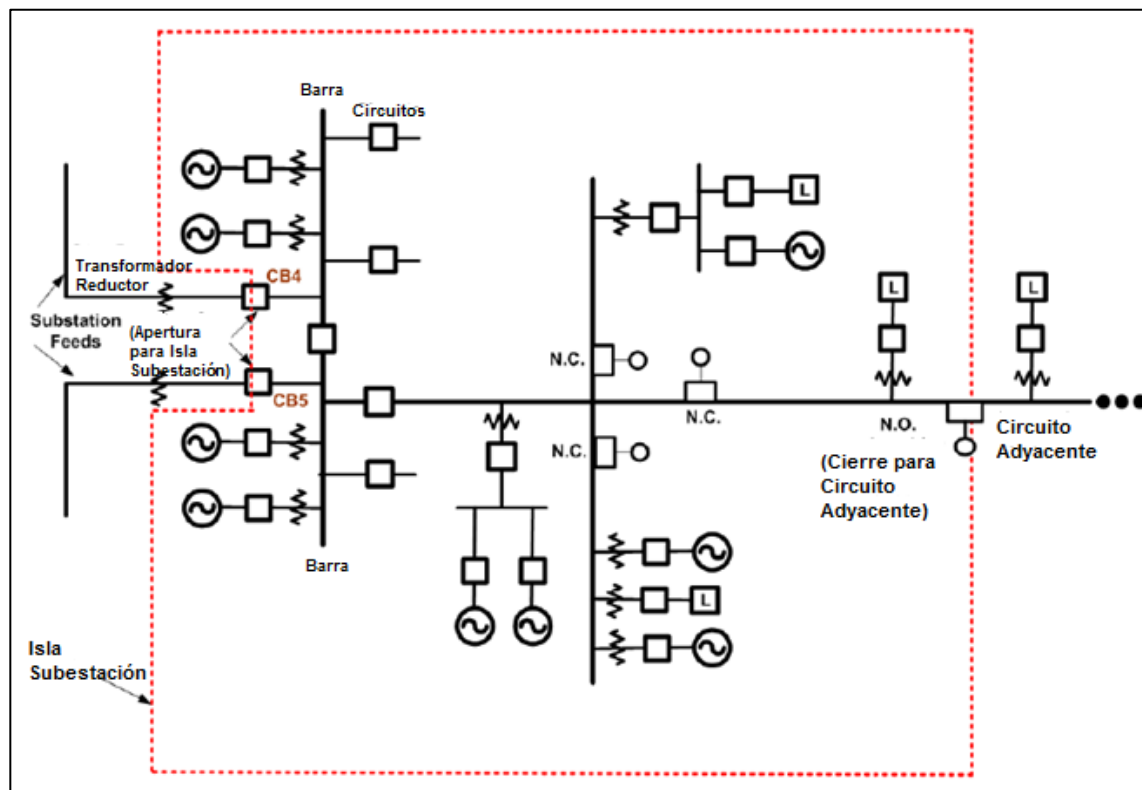 Barra
Circuitos
L
Transformador
Reductor
CB4
Substation
Feeds
(Apertura
para Isla
Subestación)
CB5
L
L
N.C.
N.C.
N.C.
N.O.
(Cierre para
Circuito
Adyacente)
Circuito
Adyacente
Barra
L
Isla
Subestación